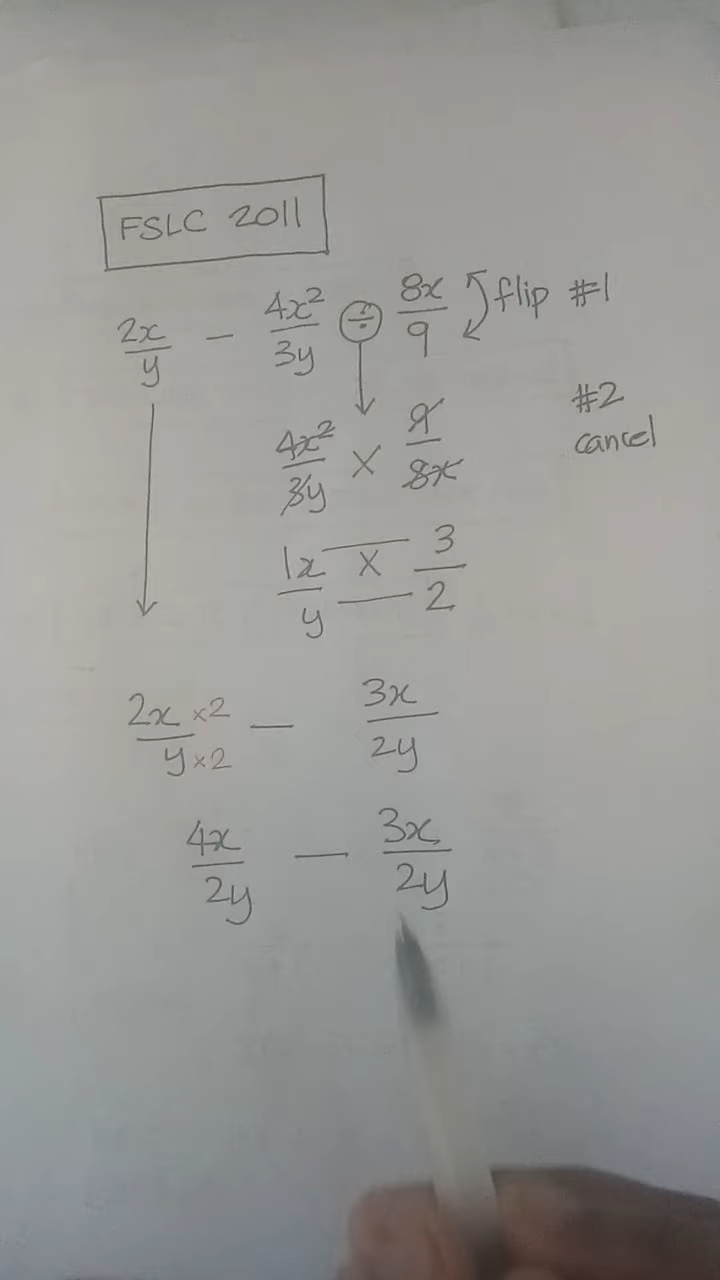 FSLC 2011
2x/y - 4x²/3y ÷ 8x/9 flip #1
#2
cancel
4x²/3y × 9/8x
1x/y × 3/2
2x ×2/y ×2 - 3x/2y
4x/2y - 3x/2y